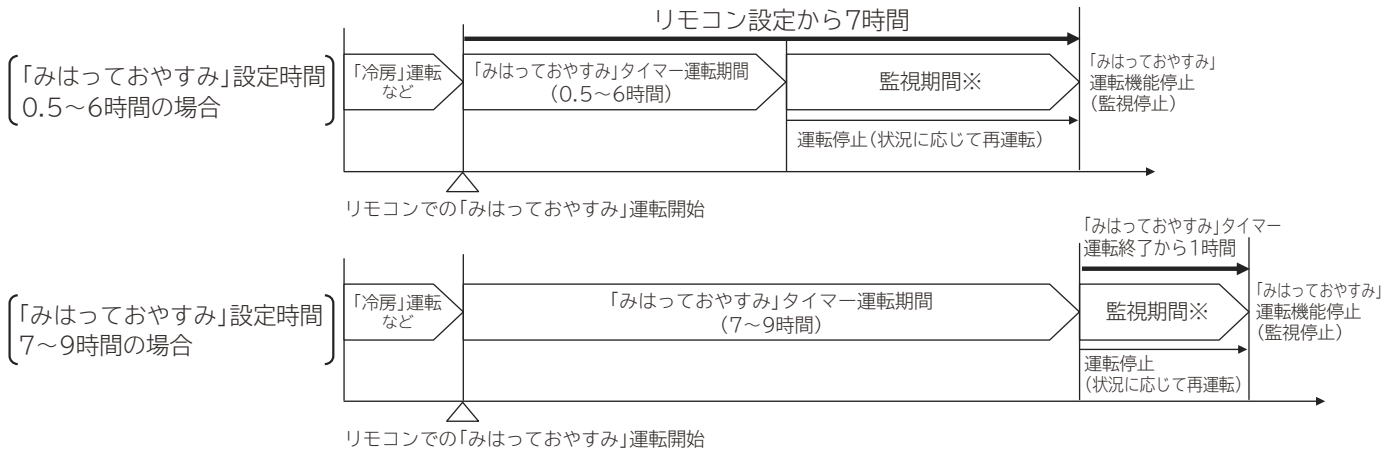 リモコン設定から7時間
「みはっておやすみ」設定時間
0.5～6時間の場合
「冷房」運転
など
「みはっておやすみ」タイマー運転期間
(0.5～6時間)
監視期間※
「みはっておやすみ」
運転機能停止
(監視停止)
運転停止(状況に応じて再運転)
リモコンでの「みはっておやすみ」運転開始
「みはっておやすみ」タイマー
運転終了から1時間
「みはっておやすみ」設定時間
7～9時間の場合
「冷房」運転
など
「みはっておやすみ」タイマー運転期間
(7～9時間)
監視期間※
「みはっておやすみ」
運転機能停止
(監視停止)
運転停止
(状況に応じて再運転)
リモコンでの「みはっておやすみ」運転開始